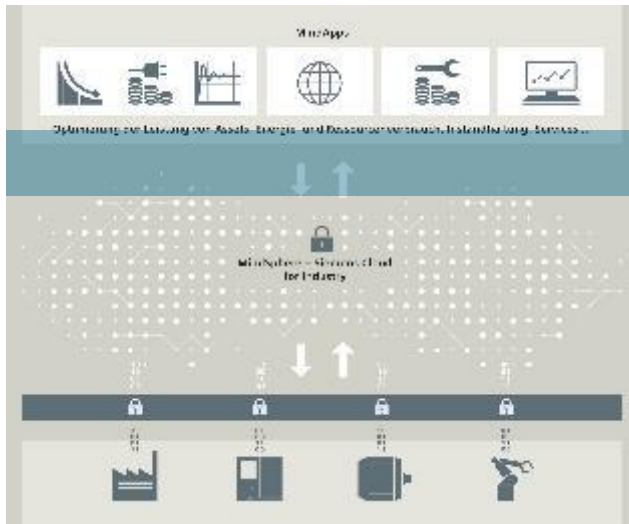 MindApps
Optimierung der Leistung von Assets, Energie- und Ressourcenverbrauch, Instandhaltung, Services ...
MindSphere – Siemens Cloud
for Industry